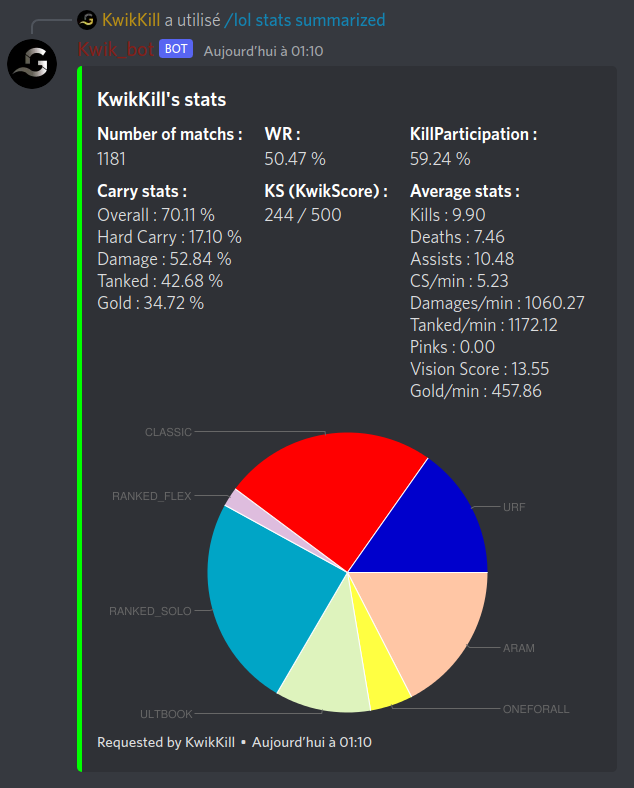 KwikKill a utilisé /lol stats summarized
Kwik_bot BOT Aujourd'hui à 01:10
KwikKill's stats
Number of matchs : WR : KillParticipation :
1181 50.47 % 59.24 %
Carry stats : KS (KwikScore) : Average stats :
Overall : 70.11 % 244 / 500 Kills : 9.90
Hard Carry : 17.10 % Deaths : 7.46
Damage : 52.84 % Assists : 10.48
Tanked : 42.68 % CS/min : 5.23
Gold : 34.72 % Damages/min : 1060.27
Tanked/min : 1172.12
Pinks : 0.00
Vision Score : 13.55
Gold/min : 457.86
CLASSIC
RANKED_FLEX
URF
RANKED_SOLO
ARAM
ULTBOOK
ONEFORALL
Requested by KwikKill • Aujourd'hui à 01:10